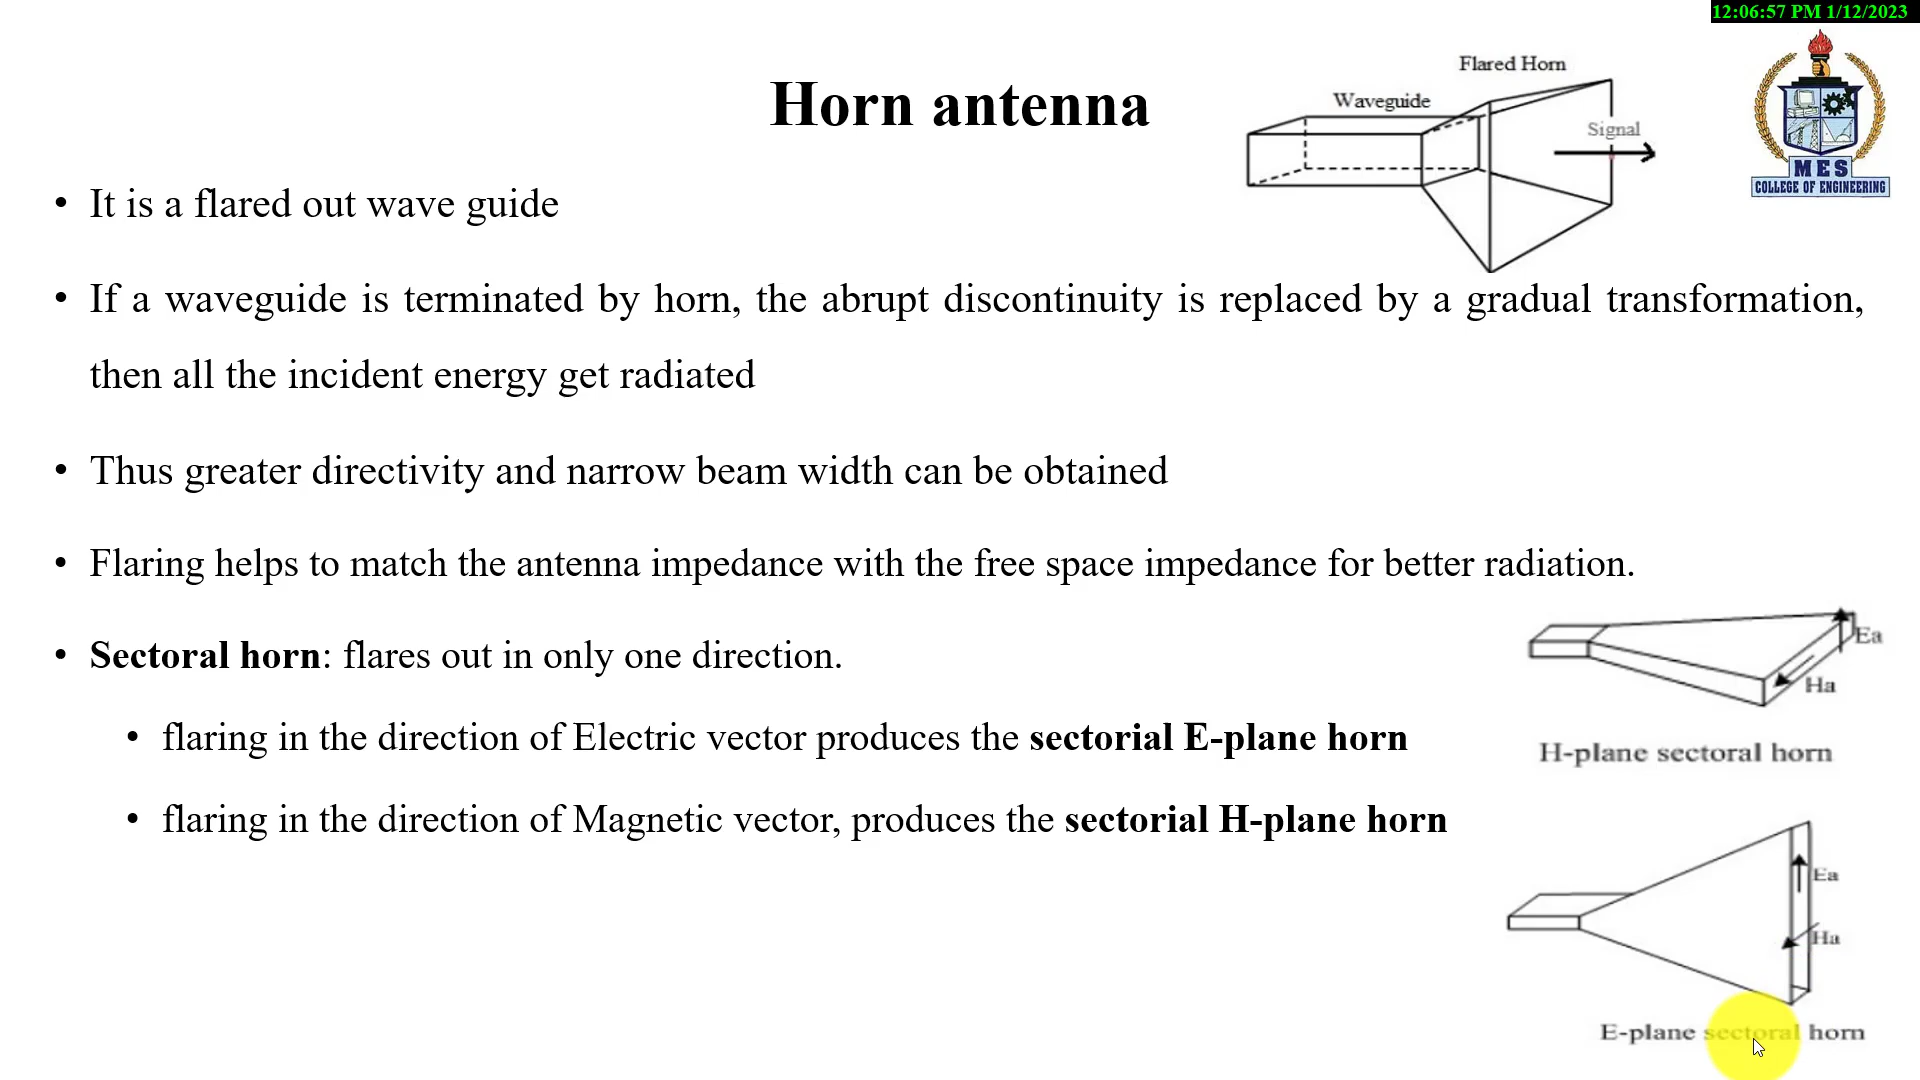 12:06:57 PM 1/12/2023
Horn antenna
Flared Horn
Waveguide
Signal
MES
COLLEGE OF ENGINEERING
• It is a flared out wave guide
• If a waveguide is terminated by horn, the abrupt discontinuity is replaced by a gradual transformation,
then all the incident energy get radiated
• Thus greater directivity and narrow beam width can be obtained
• Flaring helps to match the antenna impedance with the free space impedance for better radiation.
• Sectoral horn: flares out in only one direction.
• flaring in the direction of Electric vector produces the sectorial E-plane horn
• flaring in the direction of Magnetic vector, produces the sectorial H-plane horn
Ea
Ha
H-plane sectoral horn
Ea
Ha
E-plane sectoral horn